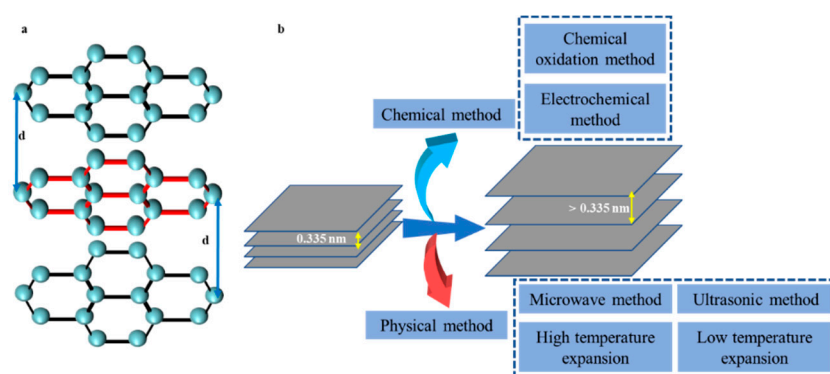 a
d
d
b
Chemical
oxidation method
Electrochemical
method
Chemical method
0.335 nm
> 0.335 nm
Physical method
Microwave method
Ultrasonic method
High temperature
expansion
Low temperature
expansion